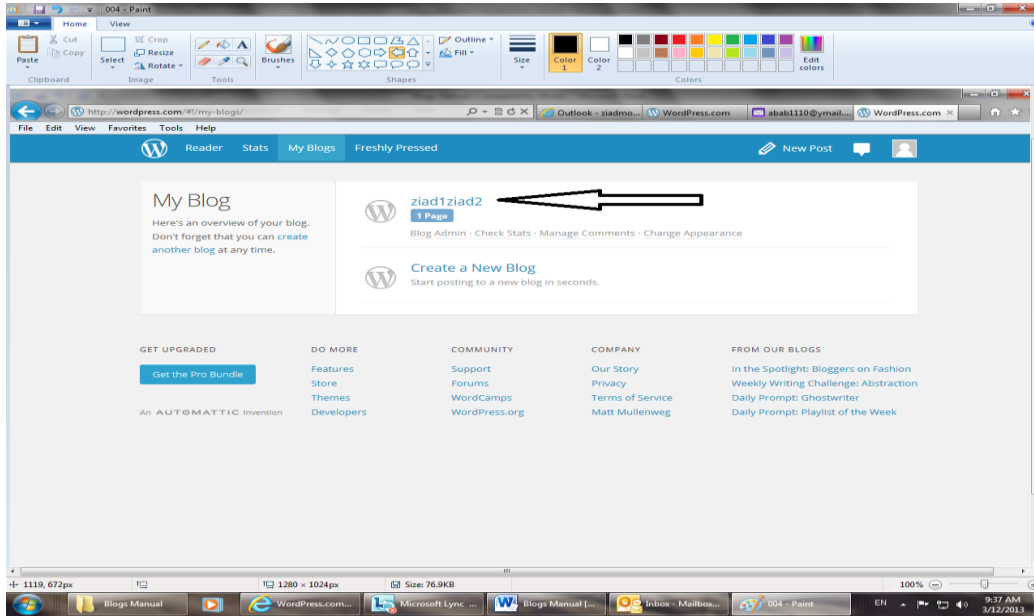 004 - Paint
Home View
Paste
Cut
Copy
Clipboard
Select
Crop
Resize
Rotate
Image
Tools
Brushes
Outline
Fill
Shapes
Size
Color 1
Color 2
Edit colors
Colors
http://wordpress.com/#!/my-blogs/
Outlook - ziadmo... WordPress.com abab1110@ymail.... WordPress.com
File Edit View Favorites Tools Help
Reader Stats My Blogs Freshly Pressed New Post
My Blog
Here's an overview of your blog.
Don't forget that you can create
another blog at any time.
ziad1ziad2
1 Page
Blog Admin · Check Stats · Manage Comments · Change Appearance
Create a New Blog
Start posting to a new blog in seconds.
GET UPGRADED
Get the Pro Bundle
An AUTOMATTIC Invention
DO MORE
Features
Store
Themes
Developers
COMMUNITY
Support
Forums
WordCamps
WordPress.org
COMPANY
Our Story
Privacy
Terms of Service
Matt Mullenweg
FROM OUR BLOGS
In the Spotlight: Bloggers on Fashion
Weekly Writing Challenge: Abstraction
Daily Prompt: Ghostwriter
Daily Prompt: Playlist of the Week
1119, 672px 1280 × 1024px Size: 76.9KB 100%
Blogs Manual WordPress.com... Microsoft Lync ... Blogs Manual [... Inbox - Mailbox... 004 - Paint EN 9:37 AM
3/12/2013